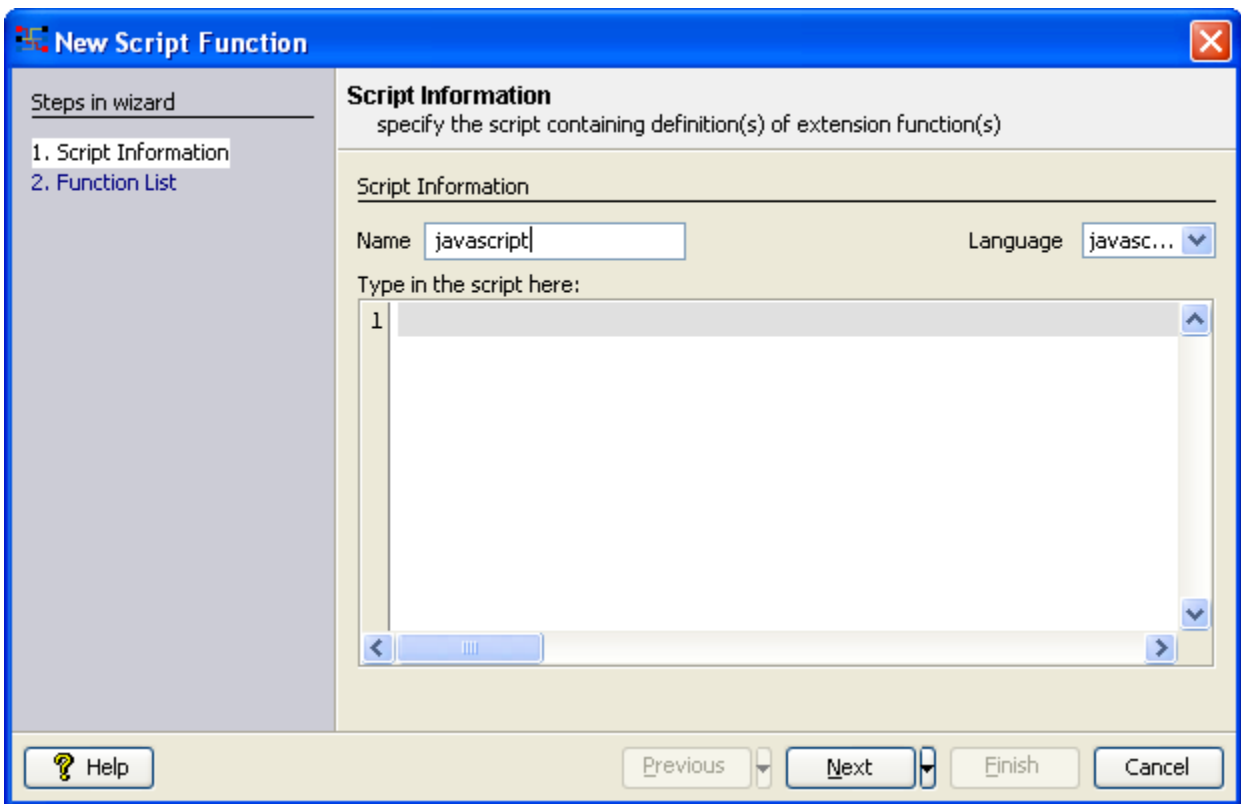 New Script Function
Steps in wizard
1. Script Information
2. Function List
Script Information
specify the script containing definition(s) of extension function(s)
Script Information
Name javascript Language javasc...
Type in the script here:
1
Help Previous Next Finish Cancel